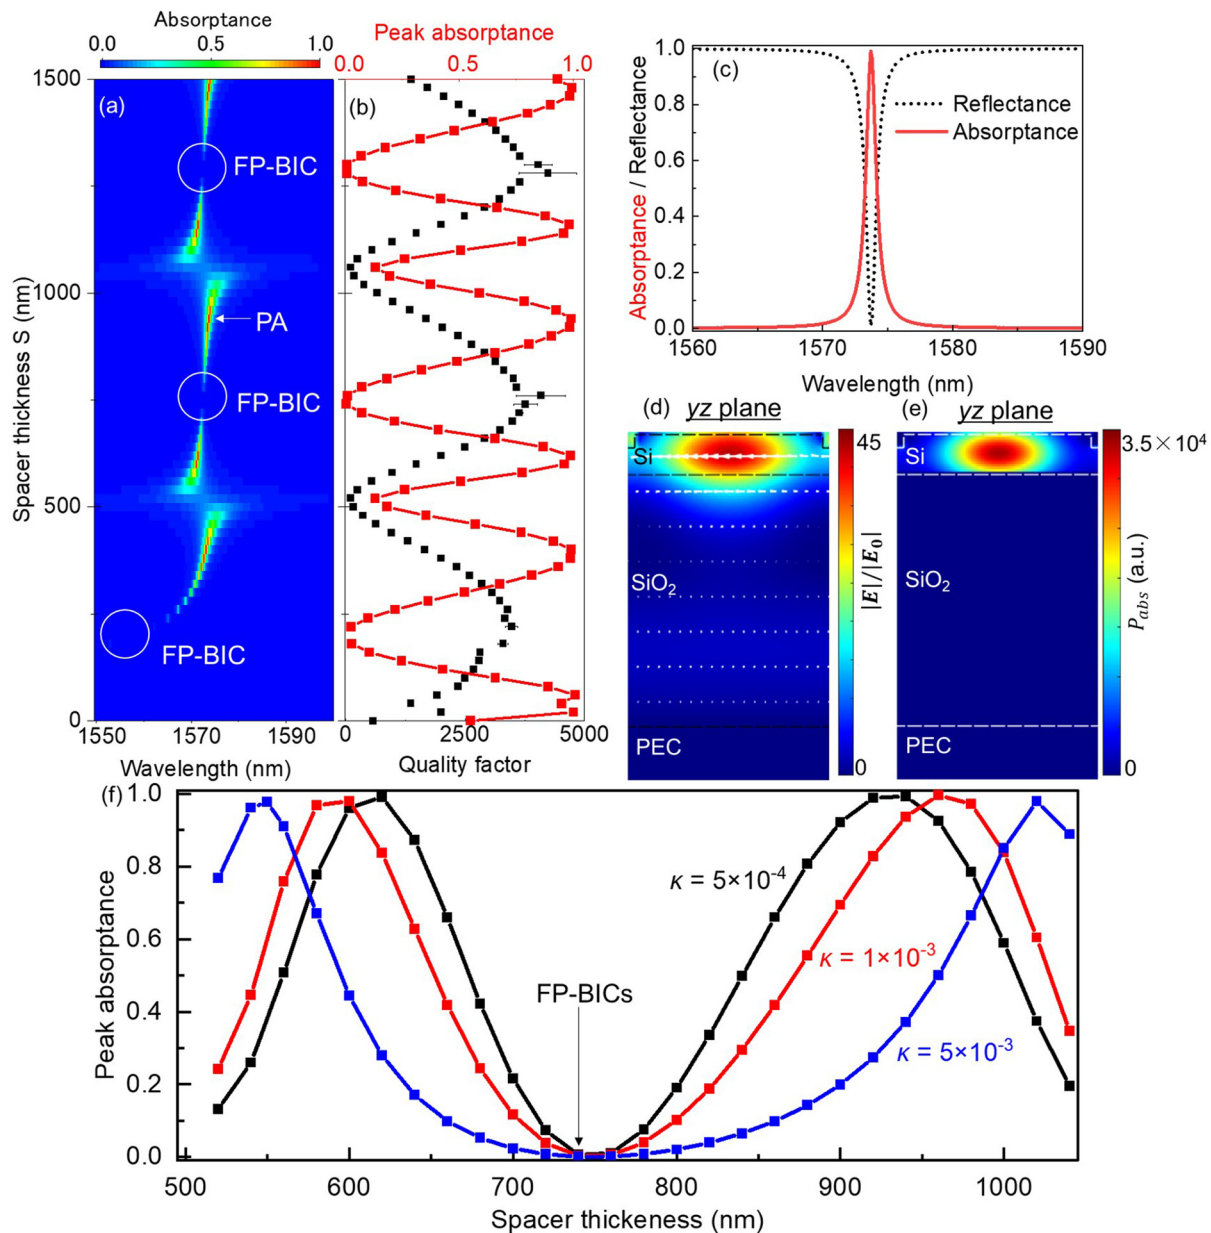 Absorptance
0.0 0.5 1.0
Peak absorptance
0.0 0.5 1.0
(a)
(b)
1500
1000
500
0
Spacer thickness S (nm)
FP-BIC
PA
FP-BIC
FP-BIC
1550 1570 1590
Wavelength (nm)
0 2500 5000
Quality factor
(c)
1.0
0.8
0.6
0.4
0.2
0.0
Absorptance / Reflectance
Reflectance
Absorptance
1560 1570 1580 1590
Wavelength (nm)
(d) yz plane
Si
SiO2
PEC
45
|E|/|E0|
0
(e) yz plane
Si
SiO2
PEC
3.5×10^4
Pabs (a.u.)
0
(f)
1.0
0.8
0.6
0.4
0.2
0.0
Peak absorptance
κ = 5×10^-4
κ = 1×10^-3
κ = 5×10^-3
FP-BICs
500 600 700 800 900 1000
Spacer thickeness (nm)